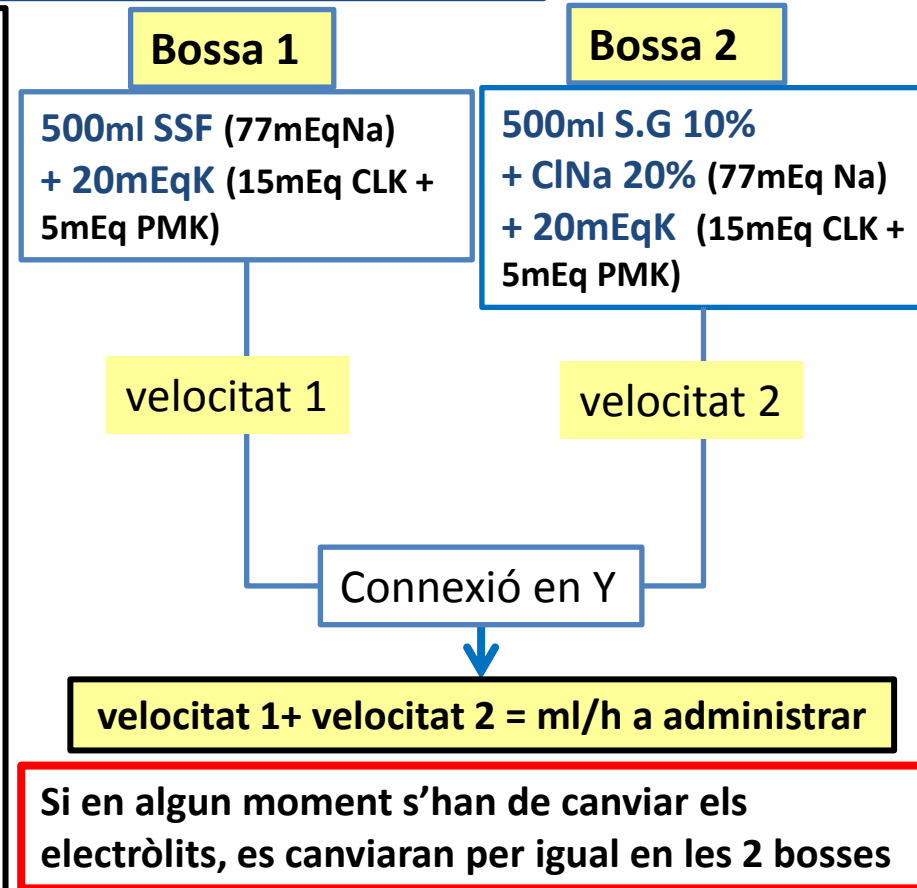 Bossa 1
500ml SSF (77mEqNa)
+ 20mEqK (15mEq CLK +
5mEq PMK)
Bossa 2
500ml S.G 10%
+ ClNa 20% (77mEq Na)
+ 20mEqK (15mEq CLK +
5mEq PMK)
velocitat 1
velocitat 2
Connexió en Y
velocitat 1+ velocitat 2 = ml/h a administrar
Si en algun moment s’han de canviar els
electròlits, es canviaran per igual en les 2 bosses